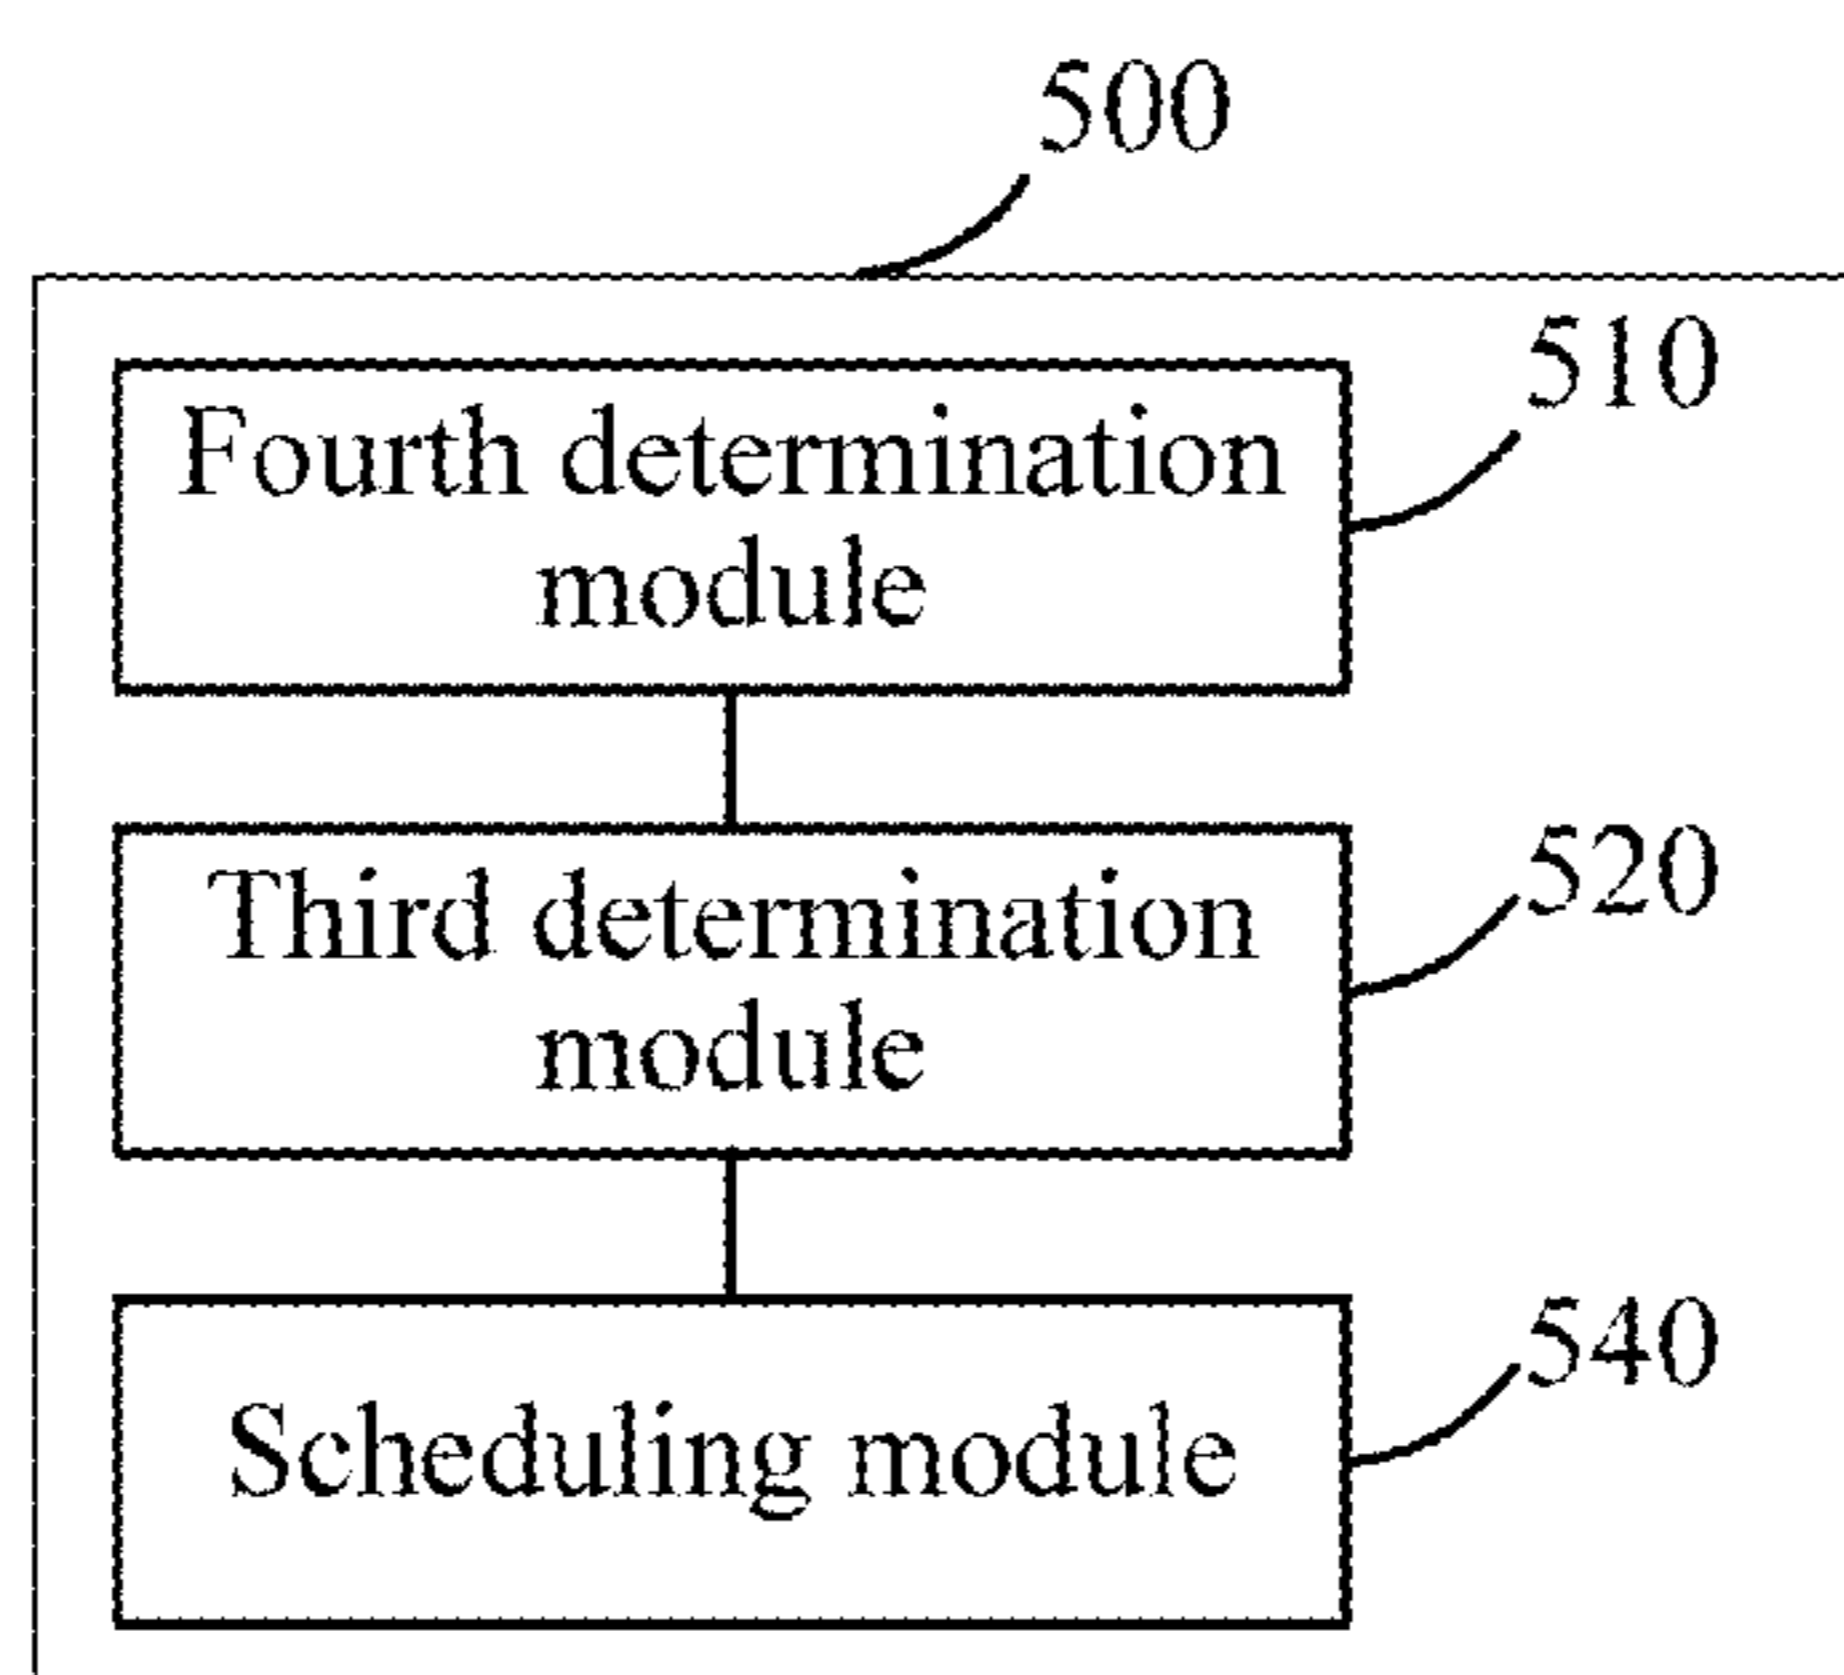 500
510
Fourth determination
module
520
Third determination
module
540
Scheduling module